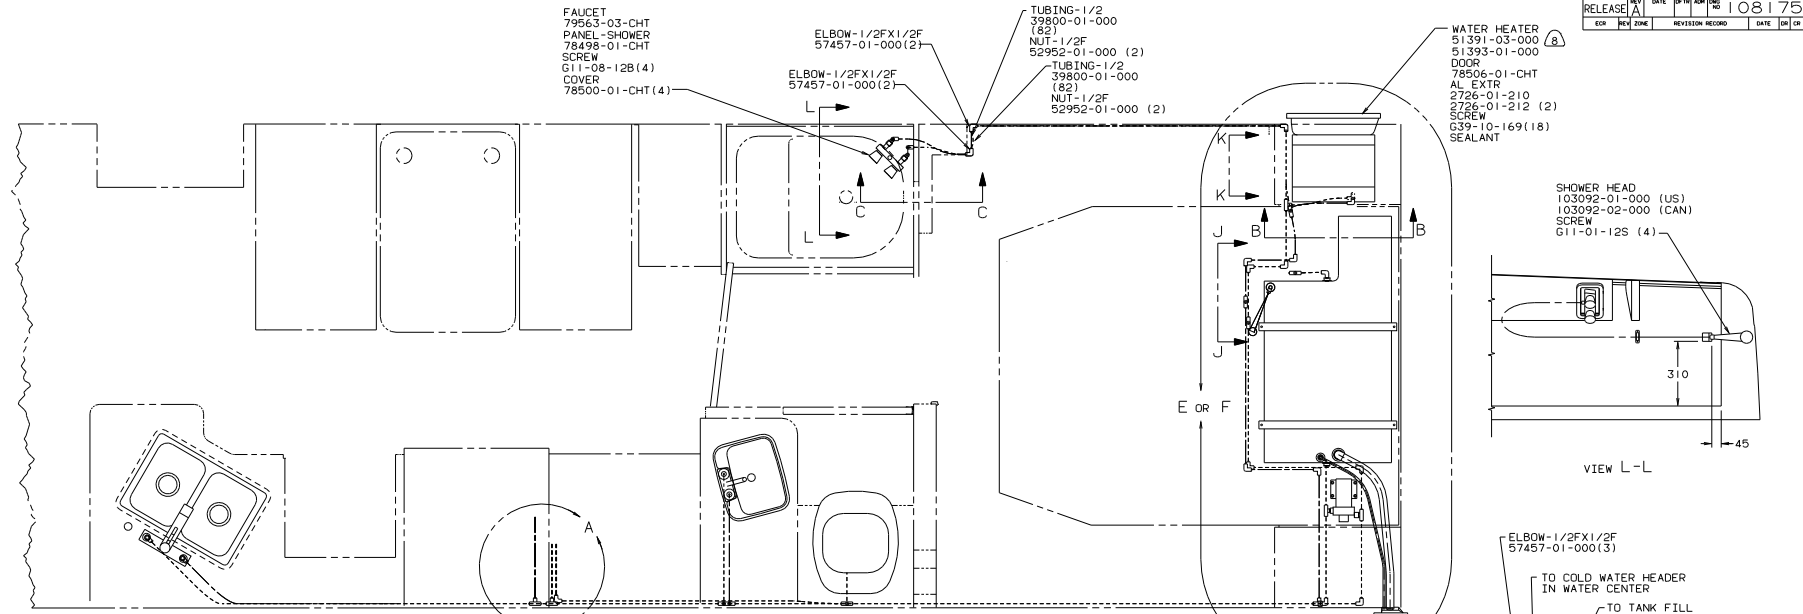 FAUCET
79563-03-CHT
PANEL-SHOWER
78498-01-CHT
SCREW
G11-08-12B(4)
COVER
78500-01-CHT(4)
ELBOW-1/2FX1/2F
57457-01-000(2)
ELBOW-1/2FX1/2F
57457-01-000(2)
TUBING-1/2
39800-01-000
(82)
NUT-1/2F
52952-01-000 (2)
TUBING-1/2
39800-01-000
(82)
NUT-1/2F
52952-01-000 (2)
RELEASE REV A DATE DFTR ADM DWG NO 108175
ECR REV ZONE REVISION RECORD DATE DR CR
WATER HEATER
51391-03-000 8
51393-01-000
DOOR
78506-01-CHT
AL EXTR
2726-01-210
2726-01-212 (2)
SCREW
G39-10-169(18)
SEALANT
L
L
C
C
K
K
B
B
J
J
E OR F
A
SHOWER HEAD
103092-01-000 (US)
103092-02-000 (CAN)
SCREW
G11-01-12S (4)
310
45
VIEW L-L
ELBOW-1/2FX1/2F
57457-01-000(3)
TO COLD WATER HEADER
IN WATER CENTER
TO TANK FILL